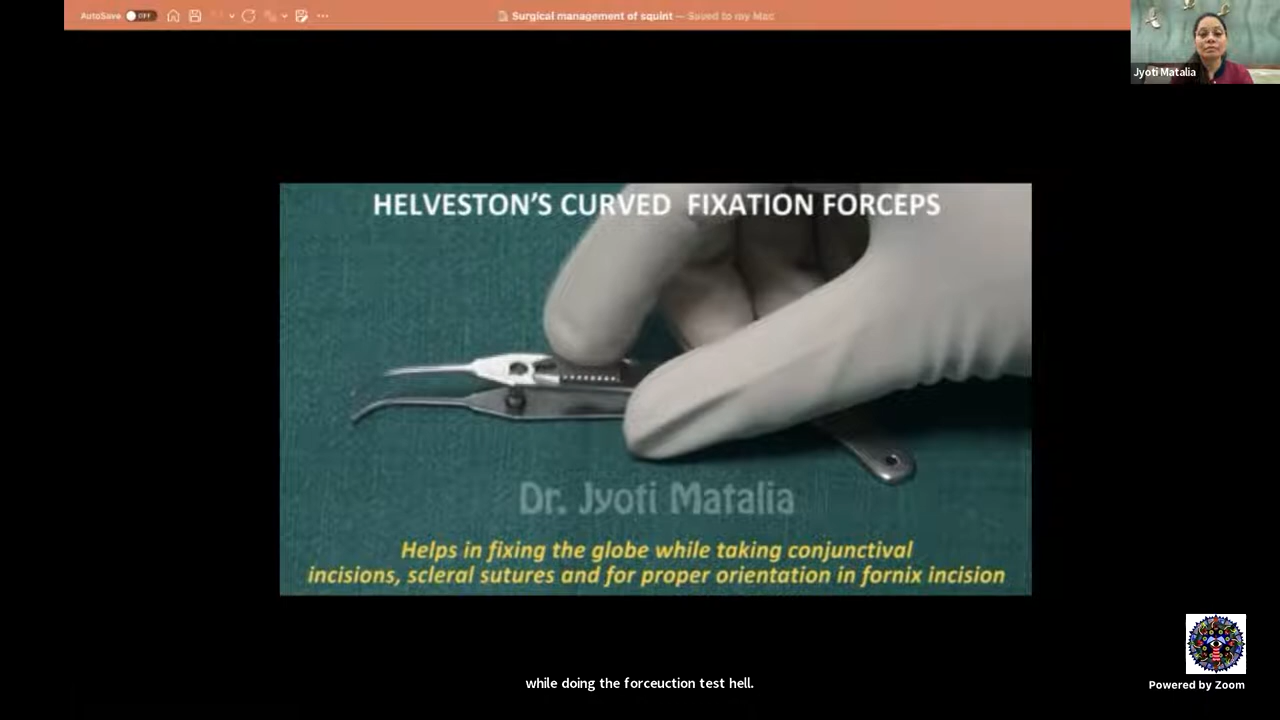 AutoSave OFF
Surgical management of squint — Saved to my Mac
Jyoti Matalia
HELVESTON'S CURVED FIXATION FORCEPS
Dr. Jyoti Matalia
Helps in fixing the globe while taking conjunctival
incisions, scleral sutures and for proper orientation in fornix incision
while doing the forceuction test hell.
Powered by Zoom